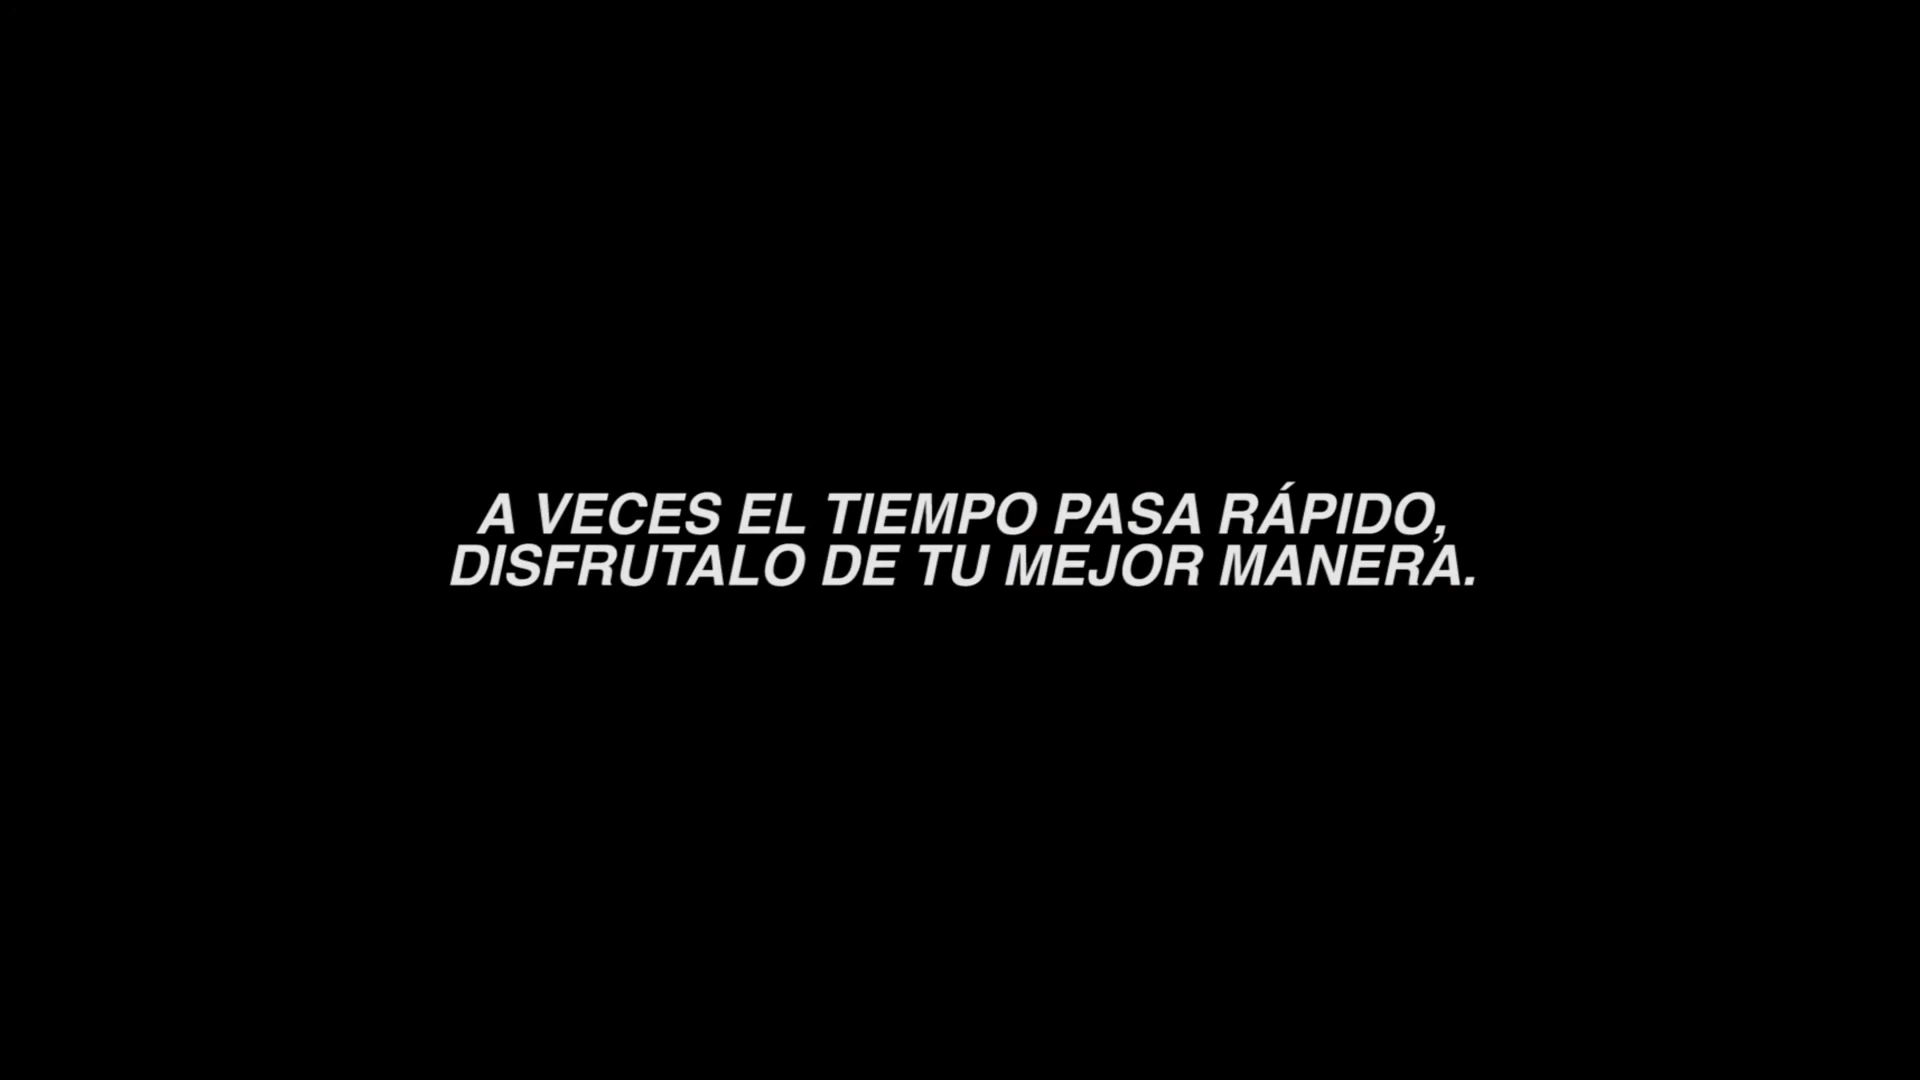 A VECES EL TIEMPO PASA RÁPIDO,
DISFRUTALO DE TU MEJOR MANERA.